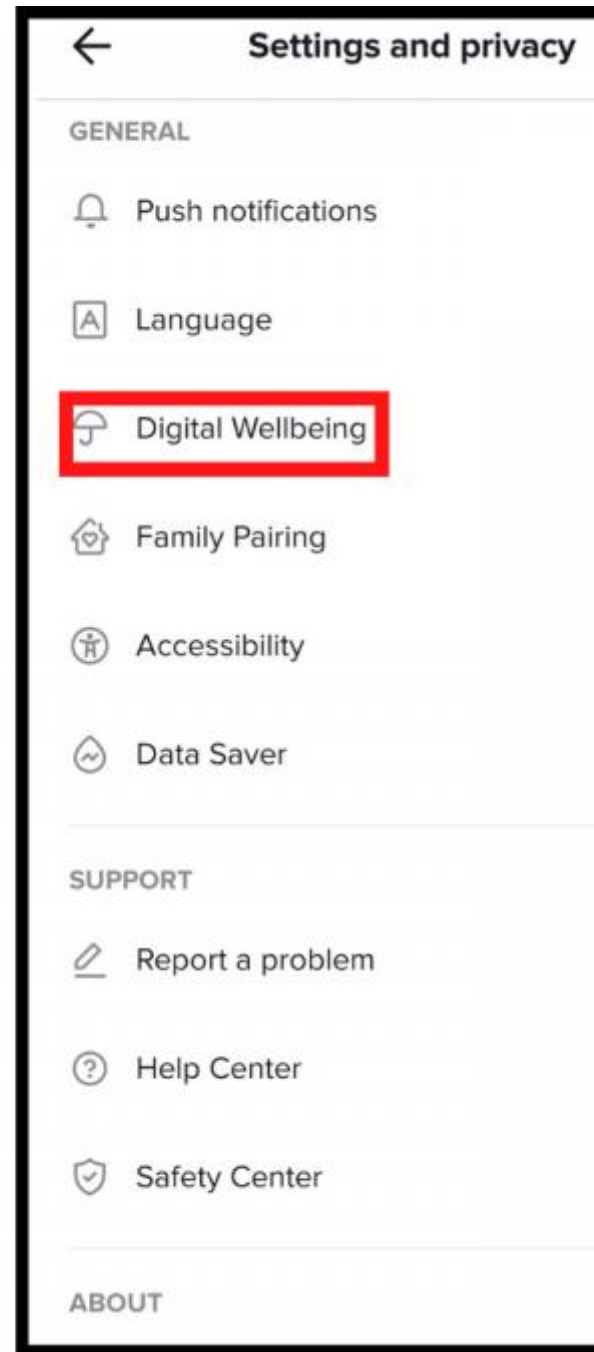 Settings and privacy
GENERAL
Push notifications
A Language
Digital Wellbeing
Family Pairing
Accessibility
Data Saver
SUPPORT
Report a problem
? Help Center
Safety Center
ABOUT